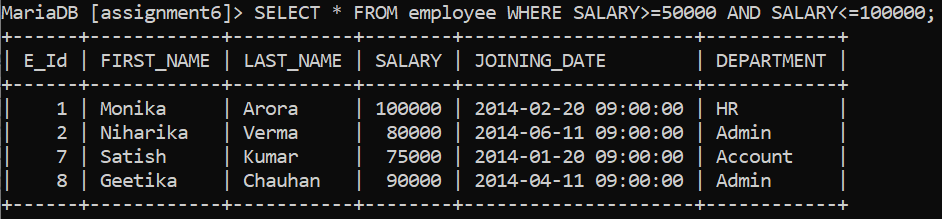 MariaDB [assignment6]> SELECT * FROM employee WHERE SALARY>=50000 AND SALARY<=100000;
+------+------------+-----------+--------+---------------------+------------+
| E_Id | FIRST_NAME | LAST_NAME | SALARY | JOINING_DATE        | DEPARTMENT |
+------+------------+-----------+--------+---------------------+------------+
|    1 | Monika     | Arora     | 100000 | 2014-02-20 09:00:00 | HR         |
|    2 | Niharika   | Verma     |  80000 | 2014-06-11 09:00:00 | Admin      |
|    7 | Satish     | Kumar     |  75000 | 2014-01-20 09:00:00 | Account    |
|    8 | Geetika    | Chauhan   |  90000 | 2014-04-11 09:00:00 | Admin      |
+------+------------+-----------+--------+---------------------+------------+